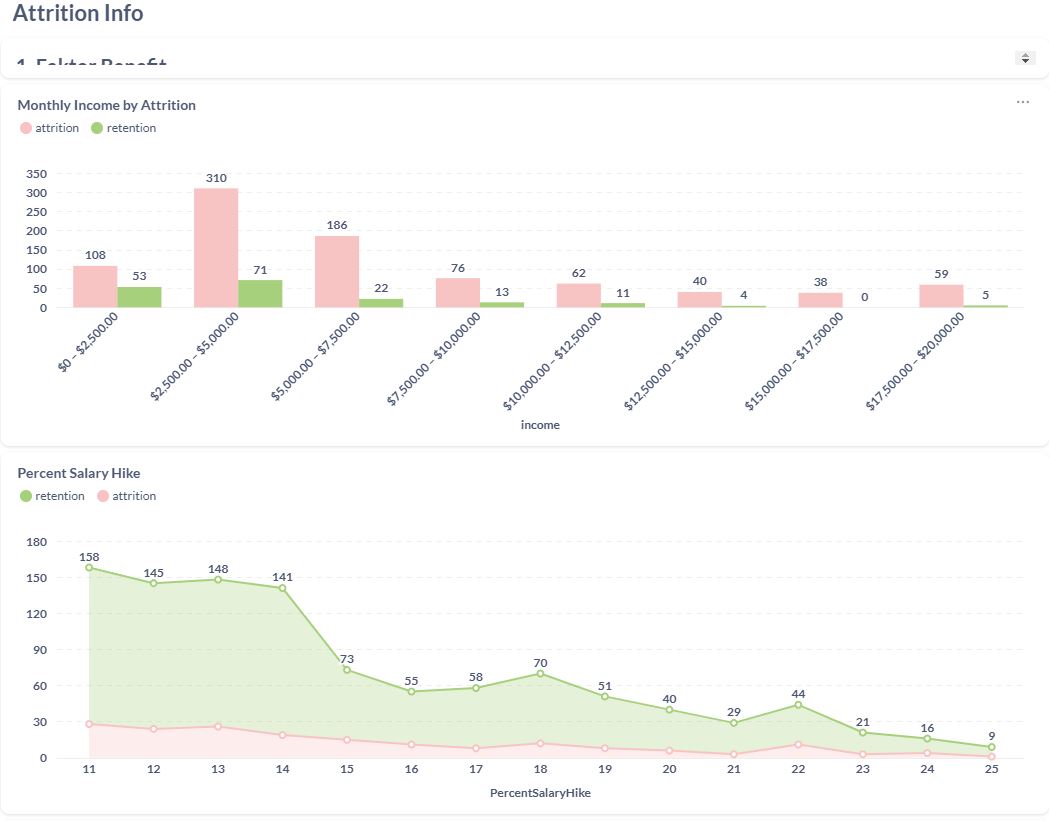 Attrition Info
1. Faktor Benefit
Monthly Income by Attrition
...
attrition retention
350
300
250
200
150
100
50
0
108 53 310 71 186 22 76 13 62 11 40 4 38 0 59 5
$0 – $2,500.00
$2,500.00 – $5,000.00
$5,000.00 – $7,500.00
$7,500.00 – $10,000.00
$10,000.00 – $12,500.00
$12,500.00 – $15,000.00
$15,000.00 – $17,500.00
$17,500.00 – $20,000.00
income
Percent Salary Hike
retention attrition
180
150
120
90
60
30
0
158 145 148 141 73 55 58 70 51 40 29 44 21 16 9
11 12 13 14 15 16 17 18 19 20 21 22 23 24 25
PercentSalaryHike